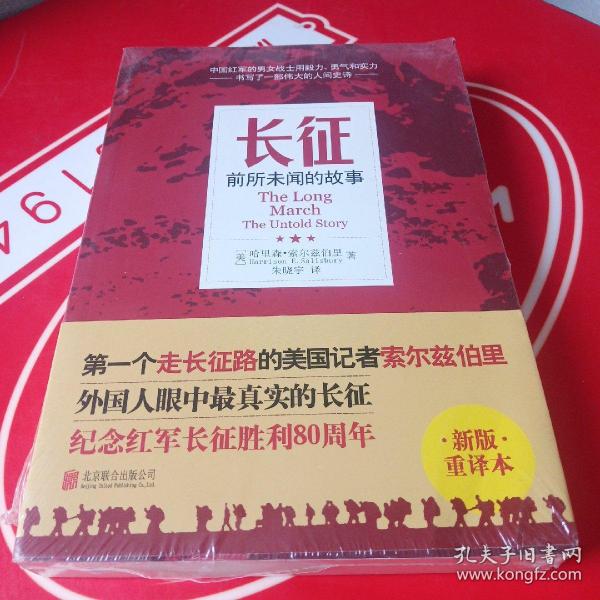 中国红军的男女战士用毅力、勇气和实力
书写了一部伟大的人间史诗
长征
前所未闻的故事
The Long
March
The Untold Story
[美] 哈里森·索尔兹伯里 著
Harrison E.Salisbury
朱晓宇 译
第一个走长征路的美国记者索尔兹伯里
外国人眼中最真实的长征
纪念红军长征胜利80周年
·新版·
重译本
北京联合出版公司
Beijing United Publishing Co.,Ltd.
194
孔夫子旧书网
www.kongfz.com